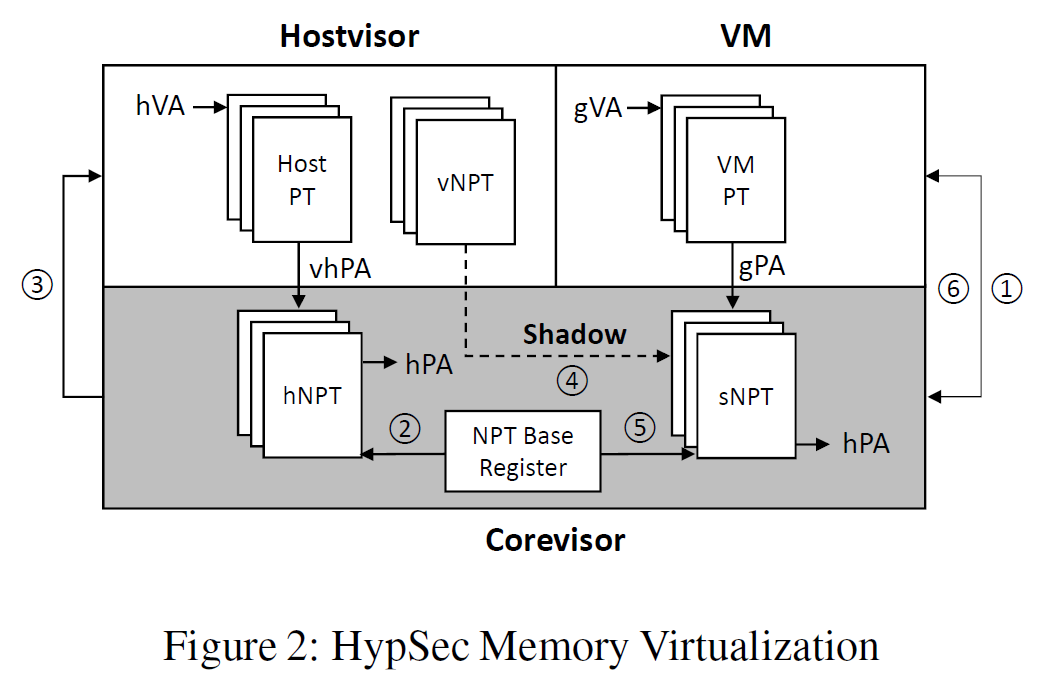 Hostvisor
VM
hVA
gVA
Host
PT
vNPT
VM
PT
vhPA
gPA
③
⑥
①
Shadow
④
hNPT
hPA
sNPT
②
NPT Base
Register
⑤
hPA
Corevisor
Figure 2: HypSec Memory Virtualization